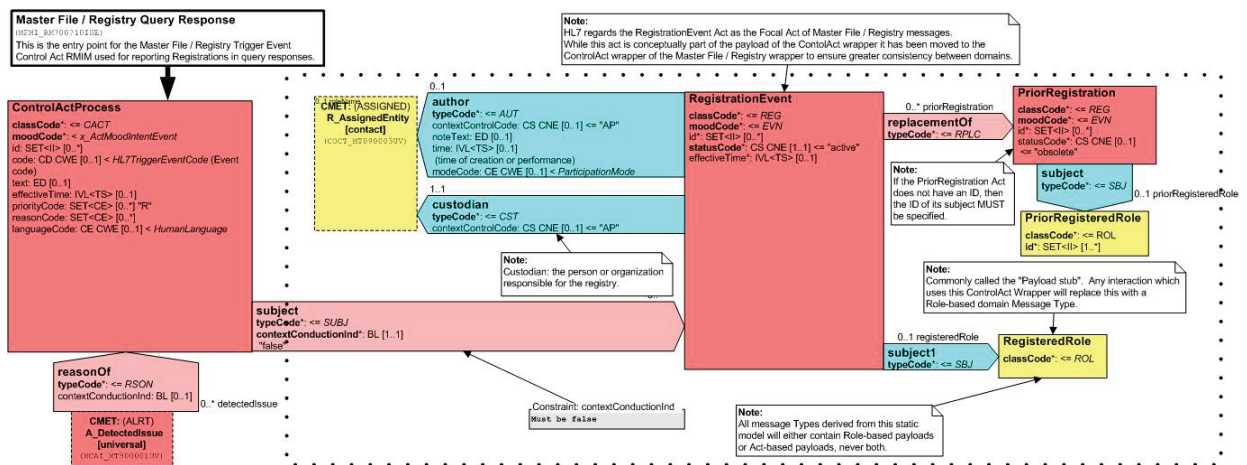 Master File / Registry Query Response
(MFMI_RM700710IUE)
This is the entry point for the Master File / Registry Trigger Event
Control Act RMIM used for reporting Registrations in query responses.
Note:
HL7 regards the RegistrationEvent Act as the Focal Act of Master File / Registry messages.
While this act is conceptually part of the payload of the ContolAct wrapper it has been moved to the
ControlAct wrapper of the Master File / Registry wrapper to ensure greater consistency between domains.
ControlActProcess
classCode*: <= CACT
moodCode*: < x_ActMoodIntentEvent
id: SET<II> [0..*]
code: CD CWE [0..1] < HL7TriggerEventCode (Event
code)
text: ED [0..1]
effectiveTime: IVL<TS> [0..1]
priorityCode: SET<CE> [0..*] "R"
reasonCode: SET<CE> [0..*]
languageCode: CE CWE [0..1] < HumanLanguage
CMET: (ASSIGNED)
R_AssignedEntity
[contact]
(COCT_MT090003UV)
0..1
author
typeCode*: <= AUT
contextControlCode: CS CNE [0..1] <= "AP"
noteText: ED [0..1]
time: IVL<TS> [0..1]
(time of creation or performance)
modeCode: CE CWE [0..1] < ParticipationMode
1..1
custodian
typeCode*: <= CST
contextControlCode: CS CNE [0..1] <= "AP"
Note:
Custodian: the person or organization
responsible for the registry.
RegistrationEvent
classCode*: <= REG
moodCode*: <= EVN
id*: SET<II> [0..*]
statusCode*: CS CNE [1..1] <= "active"
effectiveTime*: IVL<TS> [0..1]
0..* priorRegistration
replacementOf
typeCode*: <= RPLC
PriorRegistration
classCode*: <= REG
moodCode*: <= EVN
id*: SET<II> [0..*]
statusCode*: CS CNE [0..1]
<= "obsolete"
Note:
If the PriorRegistration Act
does not have an ID, then
the ID of its subject MUST
be specified.
subject
typeCode*: <= SBJ
0..1 priorRegisteredRole
PriorRegisteredRole
classCode*: <= ROL
id*: SET<II> [1..*]
Note:
Commonly called the "Payload stub". Any interaction which
uses this ControlAct Wrapper will replace this with a
Role-based domain Message Type.
subject
typeCode*: <= SUBJ
contextConductionInd*: BL [1..1]
"false"
0..1 registeredRole
subject1
typeCode*: <= SBJ
RegisteredRole
classCode*: <= ROL
reasonOf
typeCode*: <= RSON
contextConductionInd: BL [0..1]
0..* detectedIssue
CMET: (ALRT)
A_DetectedIssue
[universal]
(MCAI_MT900001UV)
Constraint: contextConductionInd
Must be false
Note:
All message Types derived from this static
model will either contain Role-based payloads
or Act-based payloads, never both.